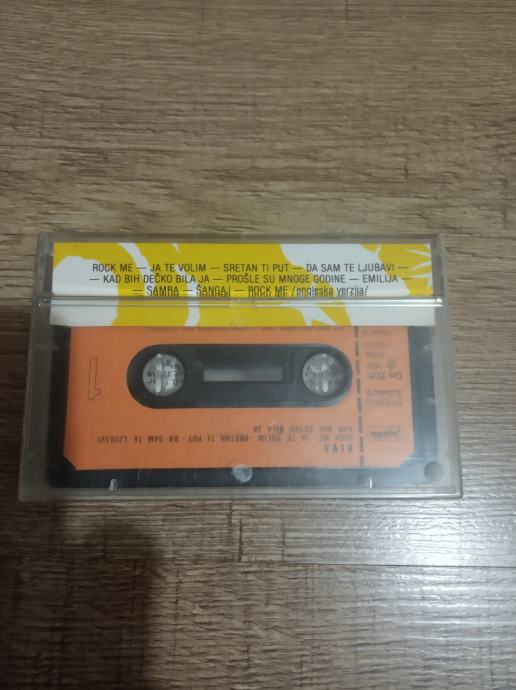 ROCK ME — JA TE VOLIM — SRETAN TI PUT — DA SAM TE LJUBAVI —
— KAD BIH DEČKO BILA JA — PROŠLE SU MNOGE GODINE — EMILIJA —
— SAMBA — ŠANGAJ — ROCK ME /engleska verzija/
1
RIVA
ROCK ME · JA TE VOLIM · SRETAN TI PUT · DA SAM TE LJUBAVI ·
KAD BIH DEČKO BILA JA
STEREO